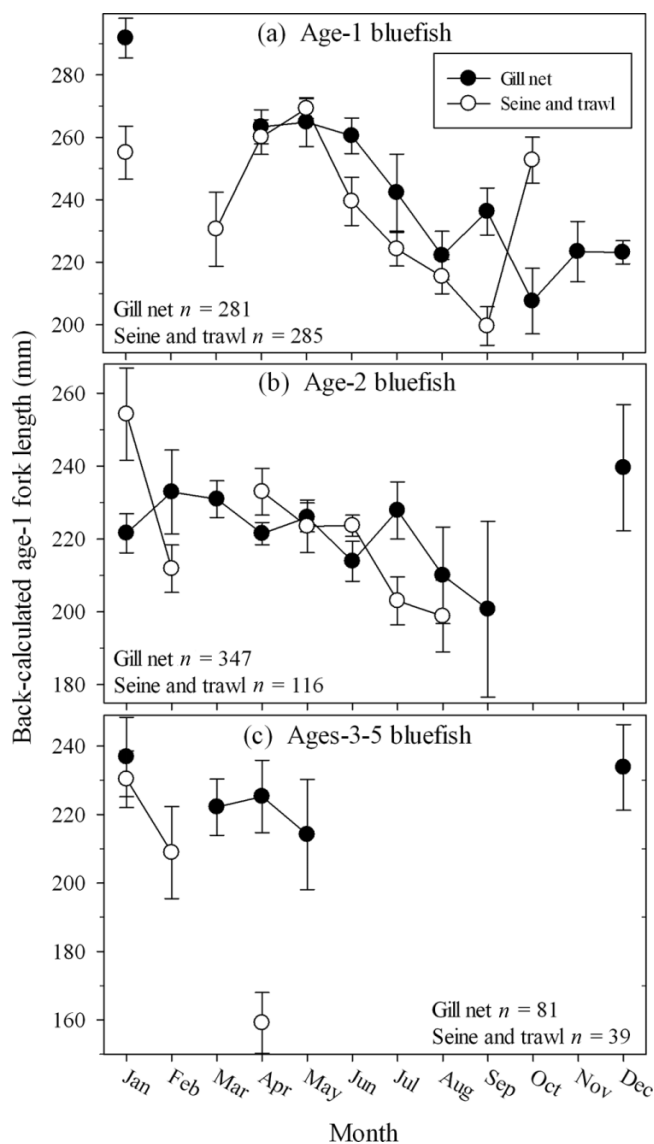 (a) Age-1 bluefish
Gill net
Seine and trawl
280
260
240
220
200
Gill net n = 281
Seine and trawl n = 285
(b) Age-2 bluefish
260
240
220
200
180
Gill net n = 347
Seine and trawl n = 116
(c) Ages-3-5 bluefish
240
220
200
180
160
Gill net n = 81
Seine and trawl n = 39
Back-calculated age-1 fork length (mm)
Jan Feb Mar Apr May Jun Jul Aug Sep Oct Nov Dec
Month